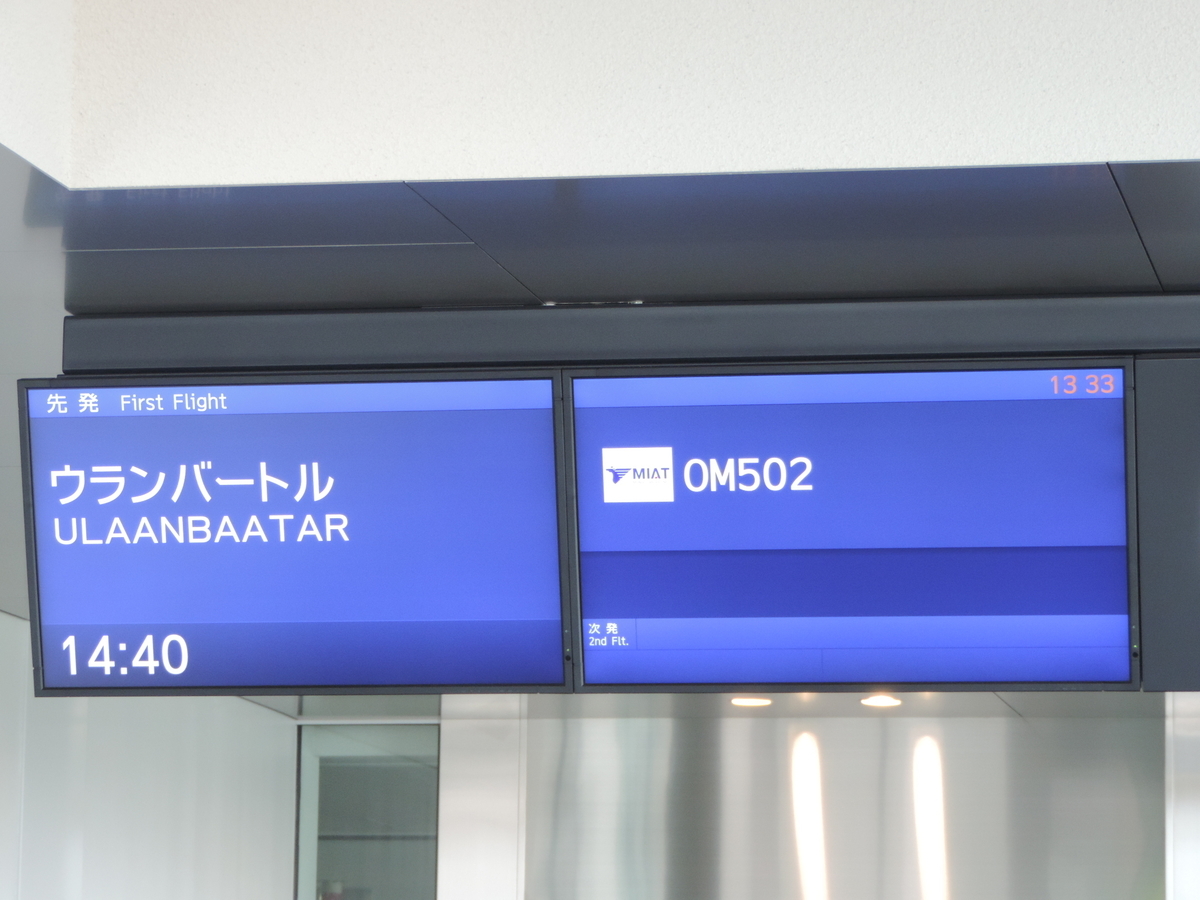 先発 First Flight
ウランバートル
ULAANBAATAR
14:40
13 33
MIAT OM502
次発
2nd Flt.